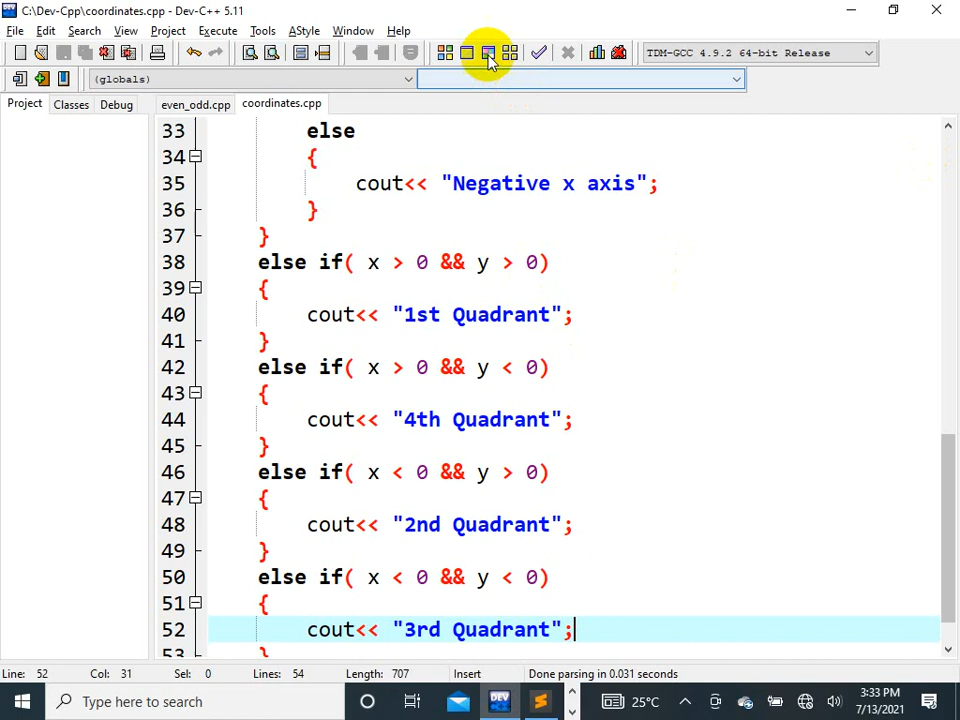 C:\Dev-Cpp\coordinates.cpp - Dev-C++ 5.11
File Edit Search View Project Execute Tools AStyle Window Help
TDM-GCC 4.9.2 64-bit Release
(globals)
Project Classes Debug even_odd.cpp coordinates.cpp
33 else
34 {
35 cout<< "Negative x axis";
36 }
37 }
38 else if( x > 0 && y > 0)
39 {
40 cout<< "1st Quadrant";
41 }
42 else if( x > 0 && y < 0)
43 {
44 cout<< "4th Quadrant";
45 }
46 else if( x < 0 && y > 0)
47 {
48 cout<< "2nd Quadrant";
49 }
50 else if( x < 0 && y < 0)
51 {
52 cout<< "3rd Quadrant";
53 }
Line: 52 Col: 31 Sel: 0 Lines: 54 Length: 707 Insert Done parsing in 0.031 seconds
Type here to search DEV 25°C 3:33 PM
7/13/2021